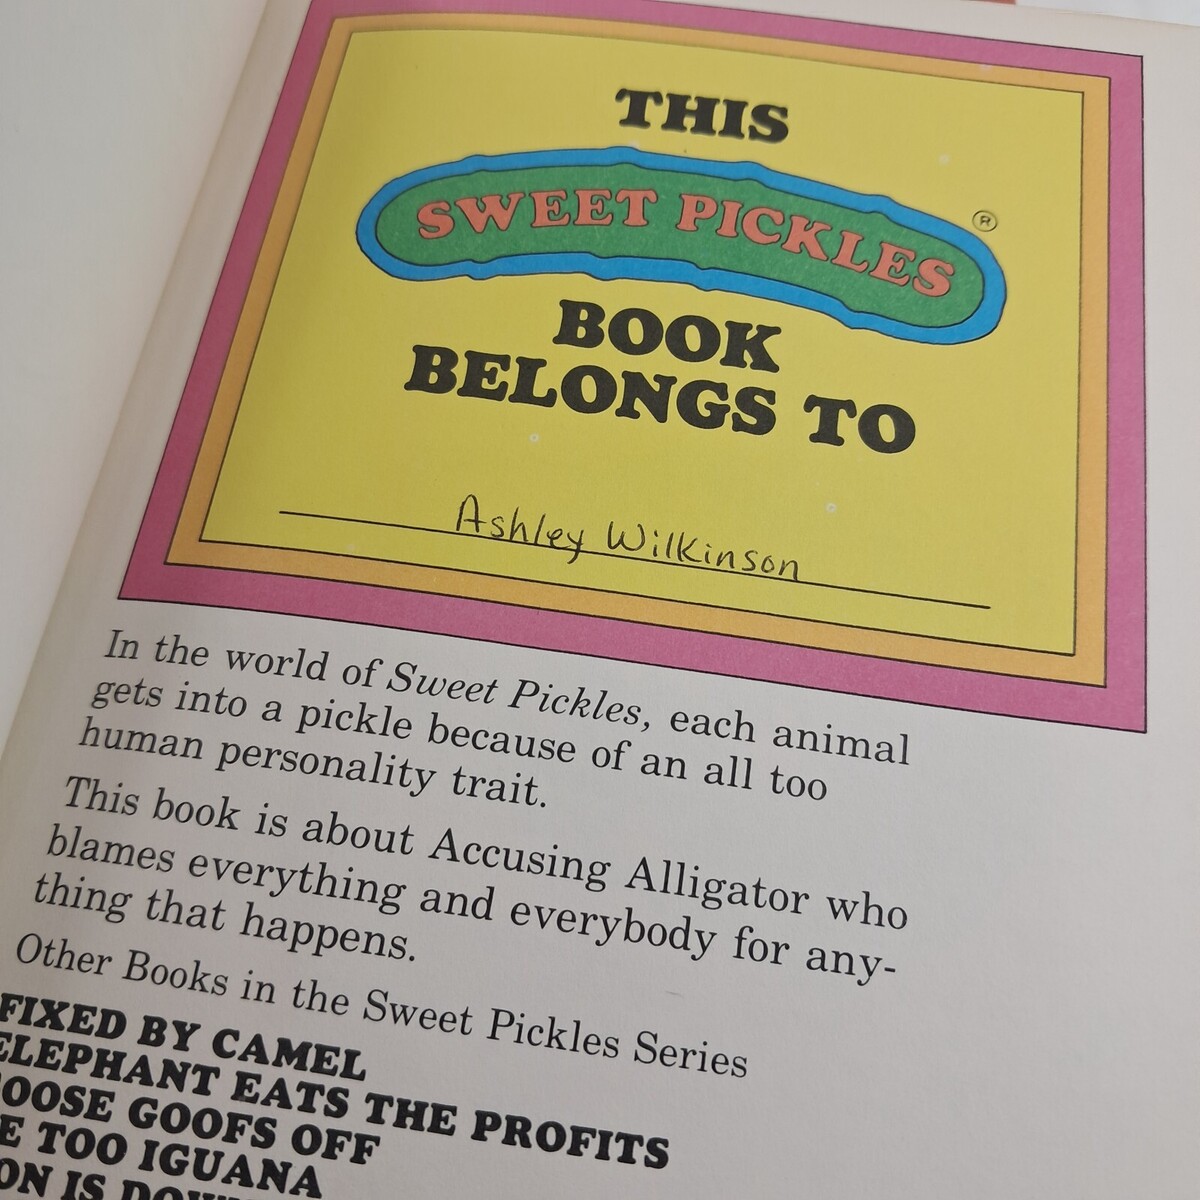 THIS
SWEET PICKLES ®
BOOK
BELONGS TO
Ashley Wilkinson
In the world of Sweet Pickles, each animal
gets into a pickle because of an all too
human personality trait.
This book is about Accusing Alligator who
blames everything and everybody for any-
thing that happens.
Other Books in the Sweet Pickles Series
FIXED BY CAMEL
ELEPHANT EATS THE PROFITS
OOSE GOOFS OFF
E TOO IGUANA
ON IS